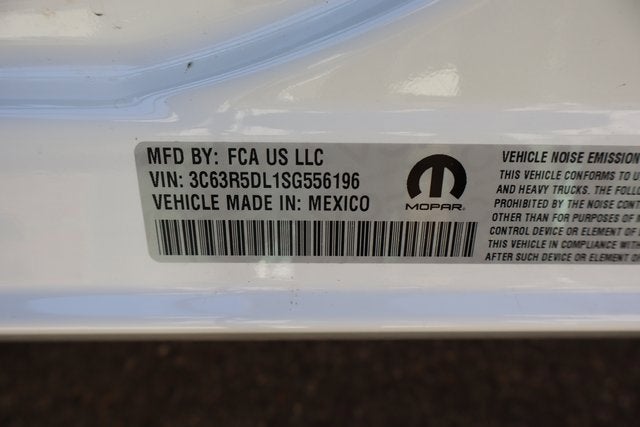 MFD BY: FCA US LLC
VIN: 3C63R5DL1SG556196
VEHICLE MADE IN: MEXICO
MOPAR
VEHICLE NOISE EMISSION
THIS VEHICLE CONFORMS TO U
AND HEAVY TRUCKS. THE FOLLO
PROHIBITED BY THE NOISE CONT
OTHER THAN FOR PURPOSES OF
CONTROL DEVICE OR ELEMENT OF
THIS VEHICLE IN COMPLIANCE WITH
AFTER SUCH DEVICE OR ELEMENT OF